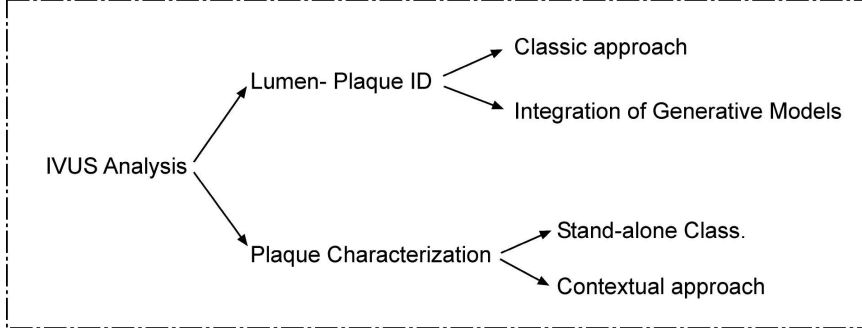 Classic approach
Lumen- Plaque ID
Integration of Generative Models
IVUS Analysis
Stand-alone Class.
Plaque Characterization
Contextual approach